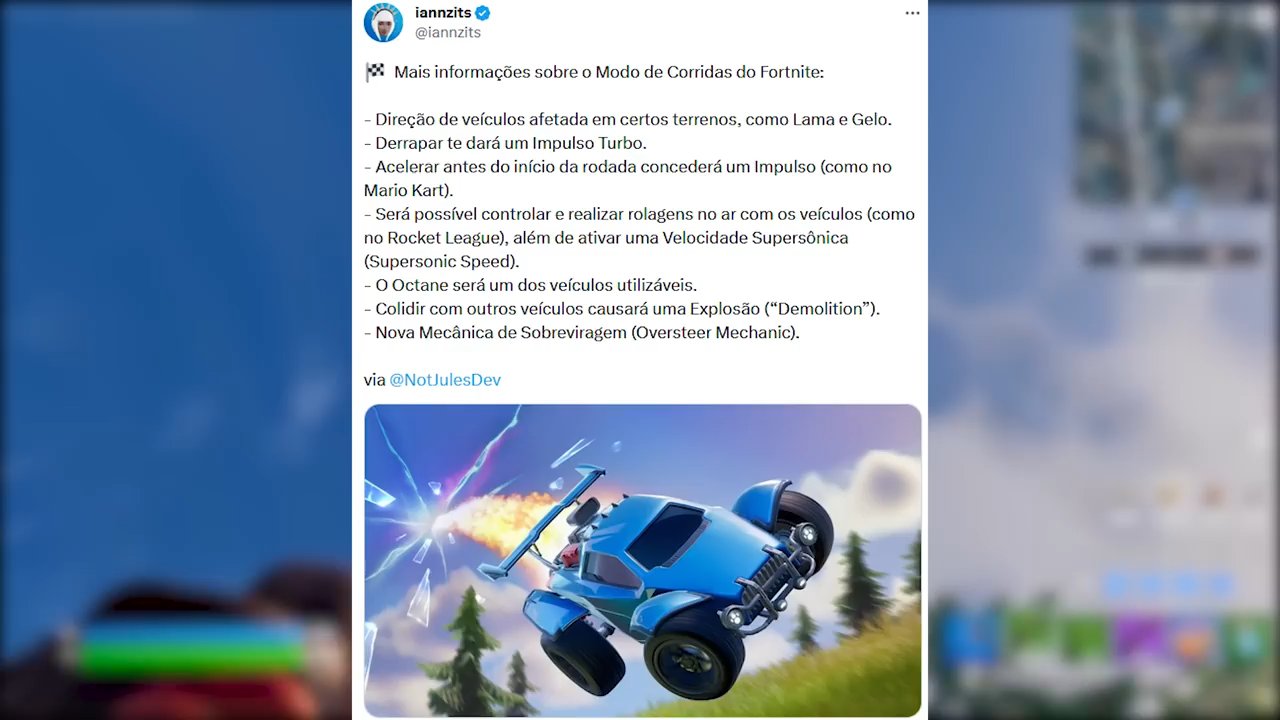 iannzits
@iannzits
Mais informações sobre o Modo de Corridas do Fortnite:
- Direção de veículos afetada em certos terrenos, como Lama e Gelo.
- Derrapar te dará um Impulso Turbo.
- Acelerar antes do início da rodada concederá um Impulso (como no
Mario Kart).
- Será possível controlar e realizar rolagens no ar com os veículos (como
no Rocket League), além de ativar uma Velocidade Supersônica
(Supersonic Speed).
- O Octane será um dos veículos utilizáveis.
- Colidir com outros veículos causará uma Explosão (“Demolition”).
- Nova Mecânica de Sobreviragem (Oversteer Mechanic).
via @NotJulesDev